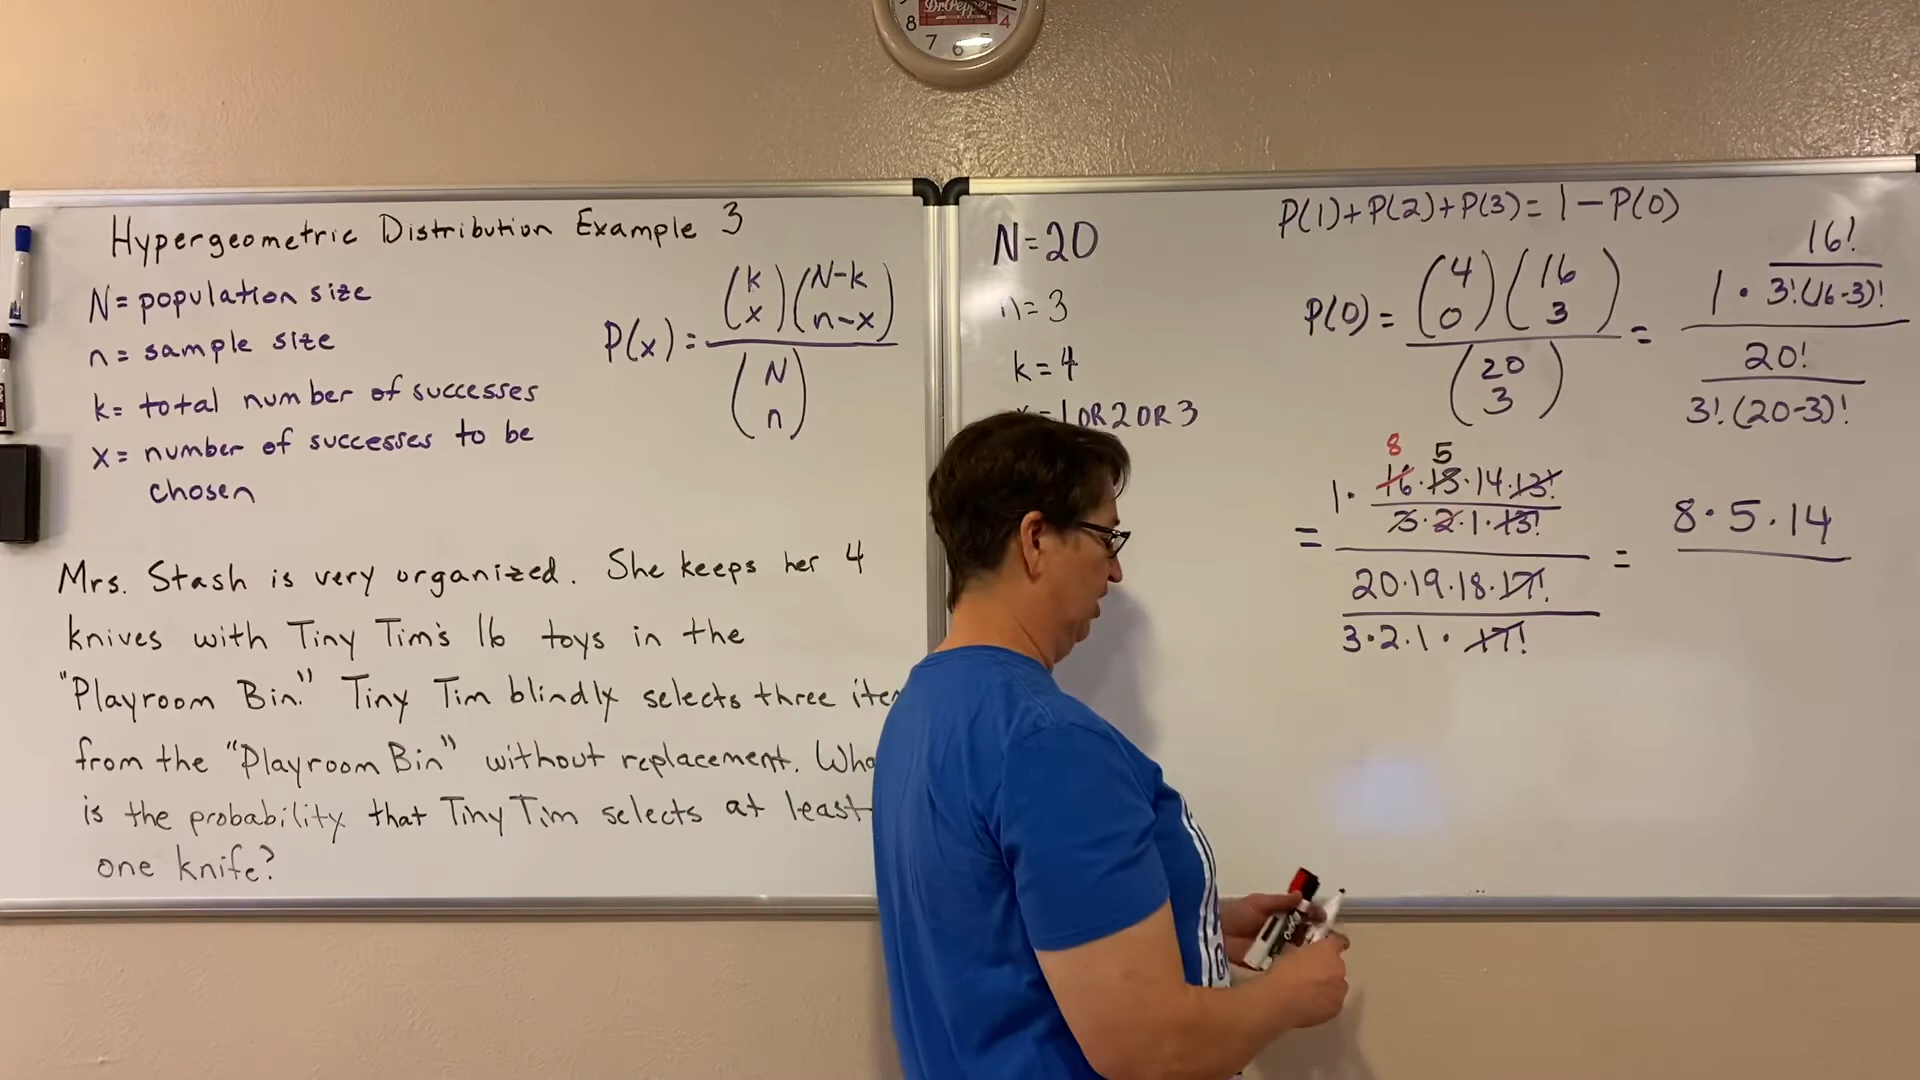 Dr.Pepper
8 4
7 6 5
Hypergeometric Distribution Example 3
N = population size
n = sample size
k = total number of successes
x = number of successes to be
chosen
P(x) = (k x)(N-k n-x) / (N n)
Mrs. Stash is very organized. She keeps her 4
knives with Tiny Tim's 16 toys in the
"Playroom Bin." Tiny Tim blindly selects three
from the "Playroom Bin" without replacement.
is the probability that Tiny Tim selects at least
one knife?
N=20
n=3
k=4
=1 OR 2 OR 3
P(1)+P(2)+P(3)=1-P(0)
P(0) = (4 0)(16 3) / (20 3) =
16!
1 · 3!(16-3)!
20!
3!(20-3)!
8 5
= 1 · 16·15·14·13!
3·2·1·13!
20·19·18·17!
3·2·1·17!
= 8·5·14